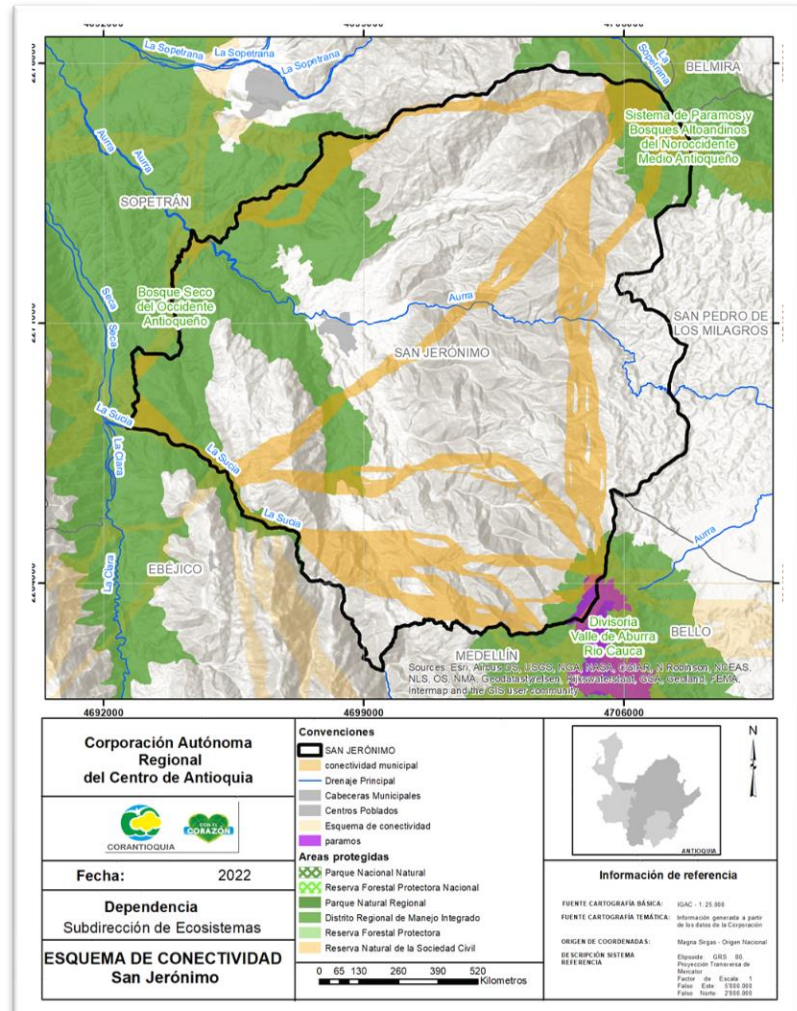 4699000
4706000
La Sopetrana
La Sopetrana
La Sopetrana
La Sopetrana
BELMIRA
Sistema de Paramos y
Bosques Altoandinos
del Noroccidente
Medio Antioqueño
Aurra
Aurra
SOPETRÁN
Bosque Seco
del Occidente
Antioqueño
Seca
Seca
Aurra
SAN PEDRO DE
LOS MILAGROS
SAN JERÓNIMO
La Sucia
La Sucia
La Sucia
La Clara
La Clara
EBÉJICO
Aurra
Divisoria
Valle de Aburra
Rio Cauca
BELLO
MEDELLÍN
Sources: Esri, Airbus DS, USGS, NGA, NASA, CGIAR, N Robinson, NCEAS,
NLS, OS, NMA, Geodatastyrelsen, Rijkswaterstaat, GSA, Geoland, FEMA,
Intermap and the GIS user community
4692000
4699000
4706000
Corporación Autónoma
Regional
del Centro de Antioquia
CORANTIOQUIA
CORAZÓN
Fecha: 2022
Dependencia
Subdirección de Ecosistemas
ESQUEMA DE CONECTIVIDAD
San Jerónimo
Convenciones
SAN JERÓNIMO
conectividad municipal
Drenaje Principal
Cabeceras Municipales
Centros Poblados
Esquema de conectividad
paramos
Areas protegidas
Parque Nacional Natural
Reserva Forestal Protectora Nacional
Parque Natural Regional
Distrito Regional de Manejo Integrado
Reserva Forestal Protectora
Reserva Natural de la Sociedad Civil
0 65 130 260 390 520
Kilometros
N
ANTIOQUIA
Información de referencia
FUENTE CARTOGRAFÍA BÁSICA: IGAC - 1: 25.000
FUENTE CARTOGRAFÍA TEMÁTICA: Información generada a partir
de los datos de la Corporación
ORIGEN DE COORDENADAS: Magna Sirgas - Origen Nacional
DESCRIPCIÓN SISTEMA
REFERENCIA
Elipsoide GRS 80.
Proyección Transversa de
Mercator
Factor de Escala 1
Falso Este 5'000.000
Falso Norte 2'000.000